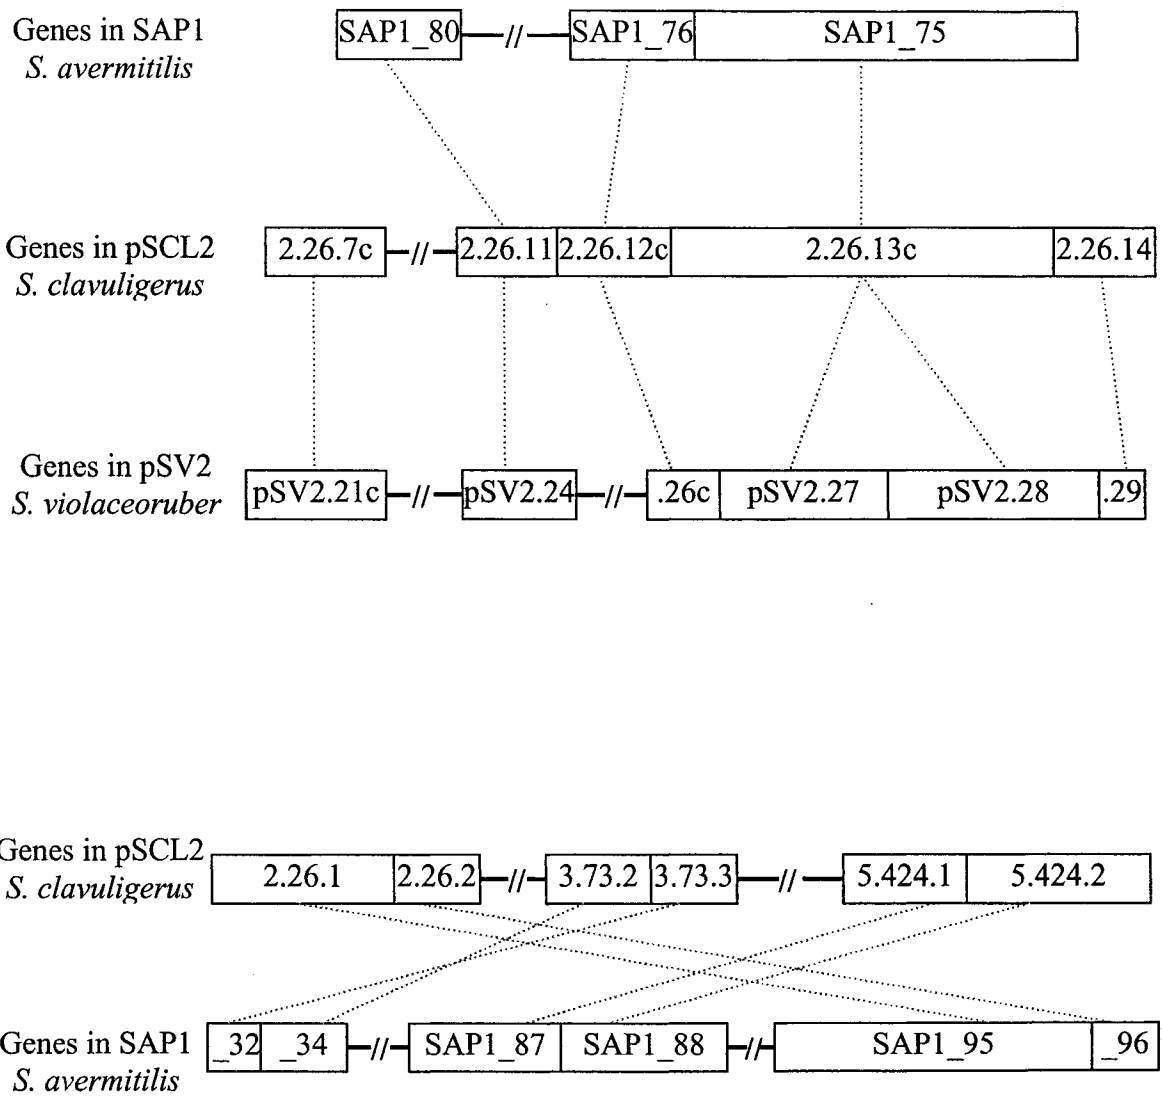 Genes in SAP1
S. avermitilis
SAP1_80 // SAP1_76 SAP1_75
Genes in pSCL2
S. clavuligerus
2.26.7c // 2.26.11 2.26.12c 2.26.13c 2.26.14
Genes in pSV2
S. violaceoruber
pSV2.21c // pSV2.24 // .26c pSV2.27 pSV2.28 .29
Genes in pSCL2
S. clavuligerus
2.26.1 2.26.2 // 3.73.2 3.73.3 // 5.424.1 5.424.2
Genes in SAP1
S. avermitilis
_32 _34 // SAP1_87 SAP1_88 // SAP1_95 _96